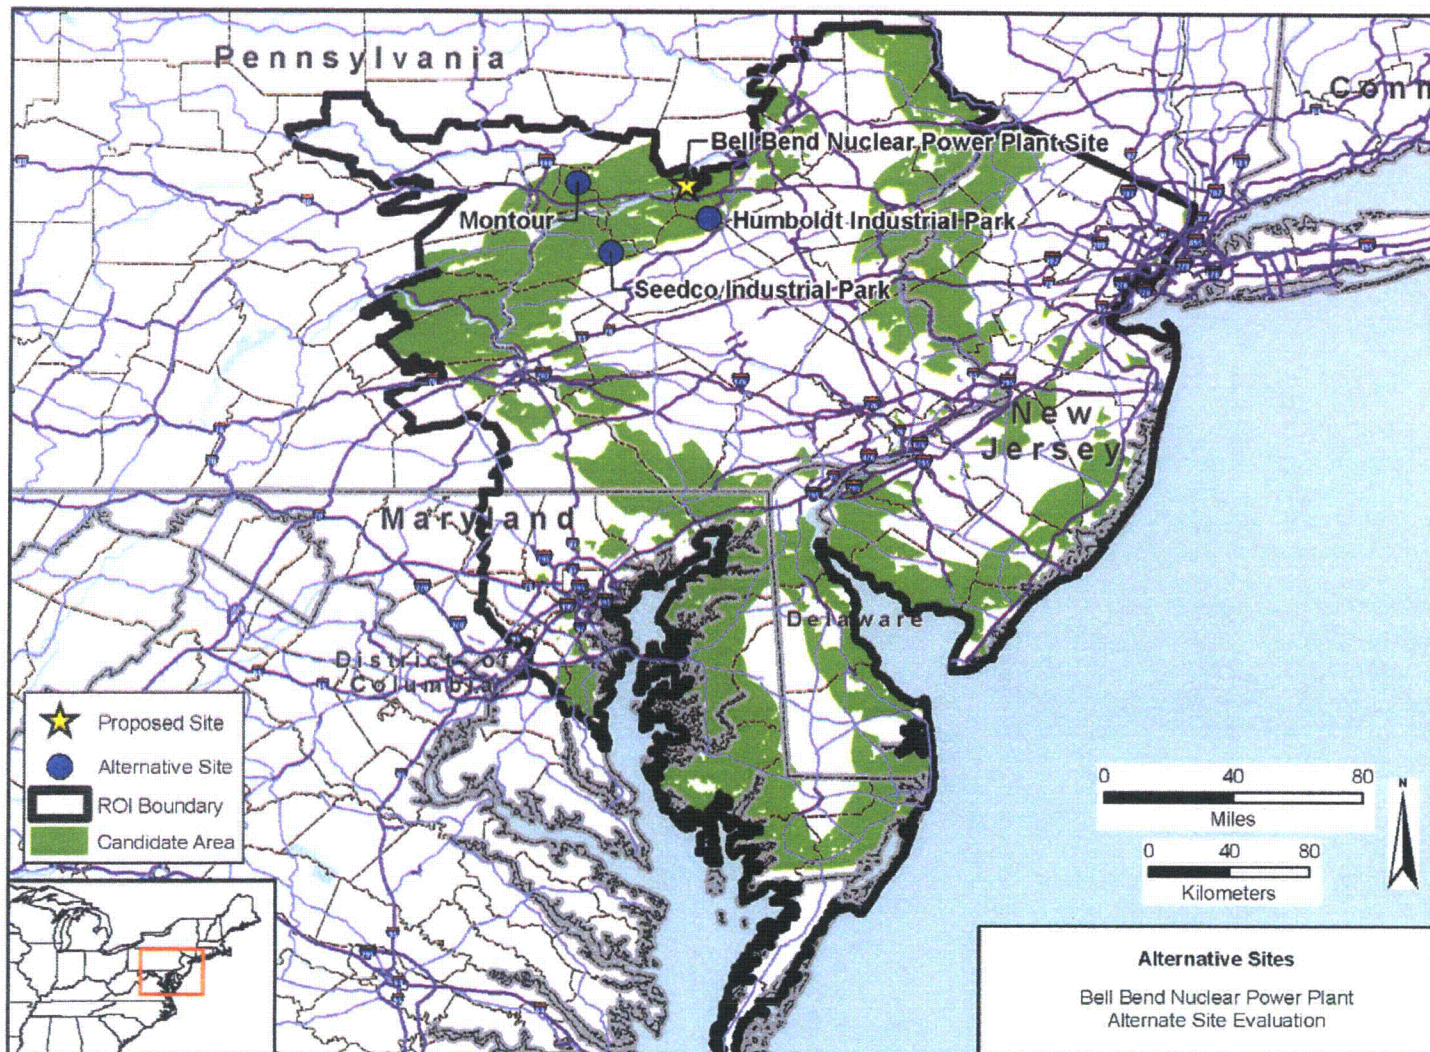 Pennsylvania
Conn
Bell Bend Nuclear Power Plant Site
Montour
Humboldt Industrial Park
Seedco Industrial Park
New
Jersey
Maryland
Delaware
District of
Columbia
Proposed Site
Alternative Site
ROI Boundary
Candidate Area
0 40 80
Miles
0 40 80
Kilometers
N
Alternative Sites
Bell Bend Nuclear Power Plant
Alternate Site Evaluation